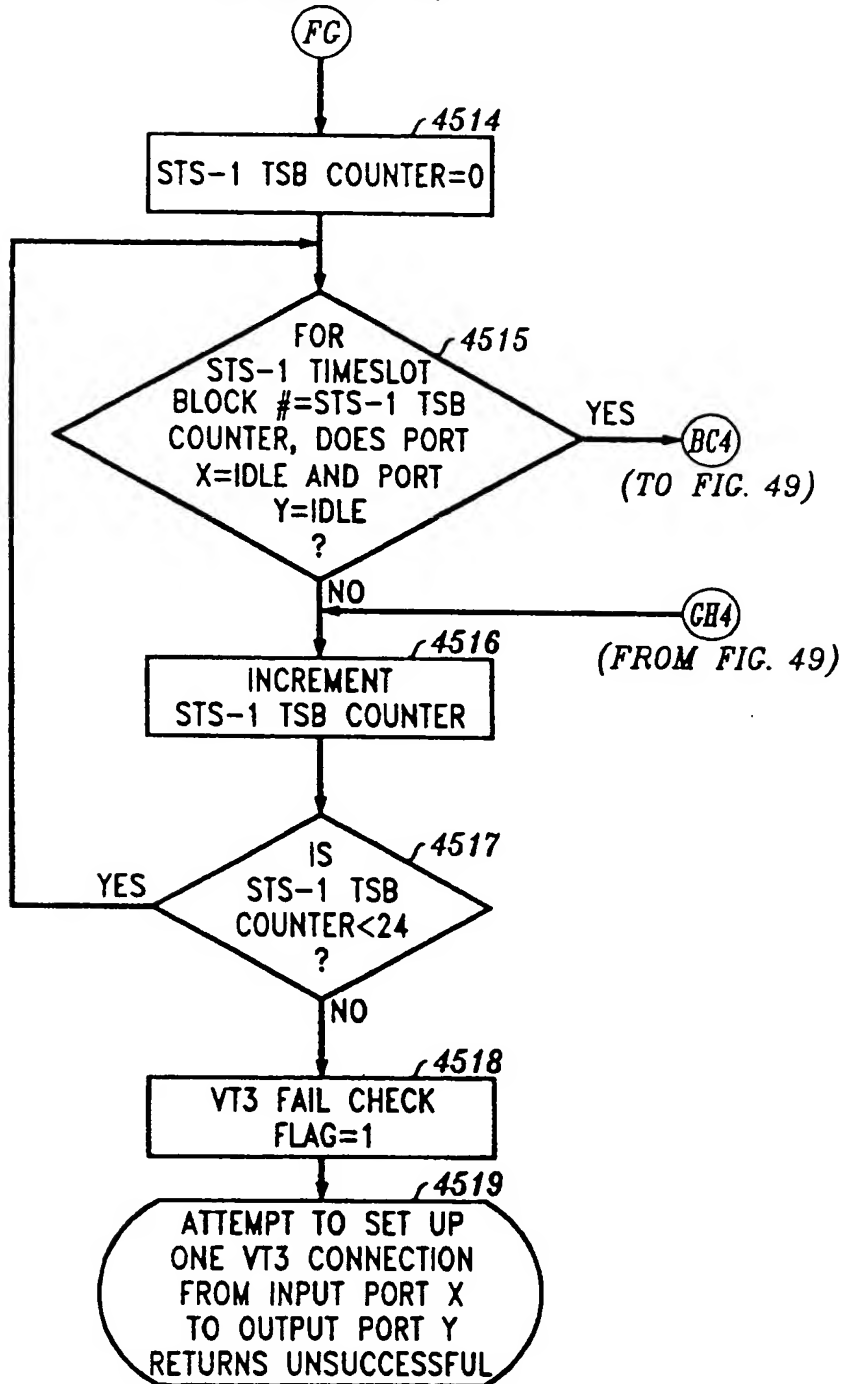 FG
4514
STS-1 TSB COUNTER=0
FOR
STS-1 TIMESLOT
BLOCK #=STS-1 TSB
COUNTER, DOES PORT
X=IDLE AND PORT
Y=IDLE
?
4515
YES
BC4
(TO FIG. 49)
NO
GH4
(FROM FIG. 49)
4516
INCREMENT
STS-1 TSB COUNTER
IS
STS-1 TSB
COUNTER<24
?
4517
YES
NO
4518
VT3 FAIL CHECK
FLAG=1
4519
ATTEMPT TO SET UP
ONE VT3 CONNECTION
FROM INPUT PORT X
TO OUTPUT PORT Y
RETURNS UNSUCCESSFUL